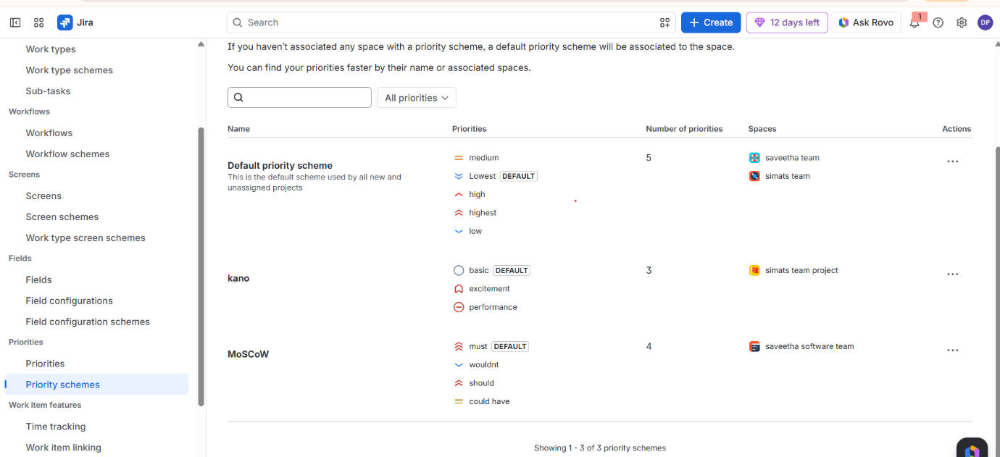 Jira
Search
Create
12 days left
Ask Rovo
1
DP
Work types
Work type schemes
Sub-tasks
Workflows
Workflows
Workflow schemes
Screens
Screens
Screen schemes
Work type screen schemes
Fields
Fields
Field configurations
Field configuration schemes
Priorities
Priorities
Priority schemes
Work item features
Time tracking
Work item linking
If you haven't associated any space with a priority scheme, a default priority scheme will be associated to the space.
You can find your priorities faster by their name or associated spaces.
All priorities
Name Priorities Number of priorities Spaces Actions
Default priority scheme
This is the default scheme used by all new and
unassigned projects
medium
Lowest DEFAULT
high
highest
low
5
saveetha team
simats team
kano
basic DEFAULT
excitement
performance
3
simats team project
MoSCoW
must DEFAULT
wouldnt
should
could have
4
saveetha software team
Showing 1 - 3 of 3 priority schemes